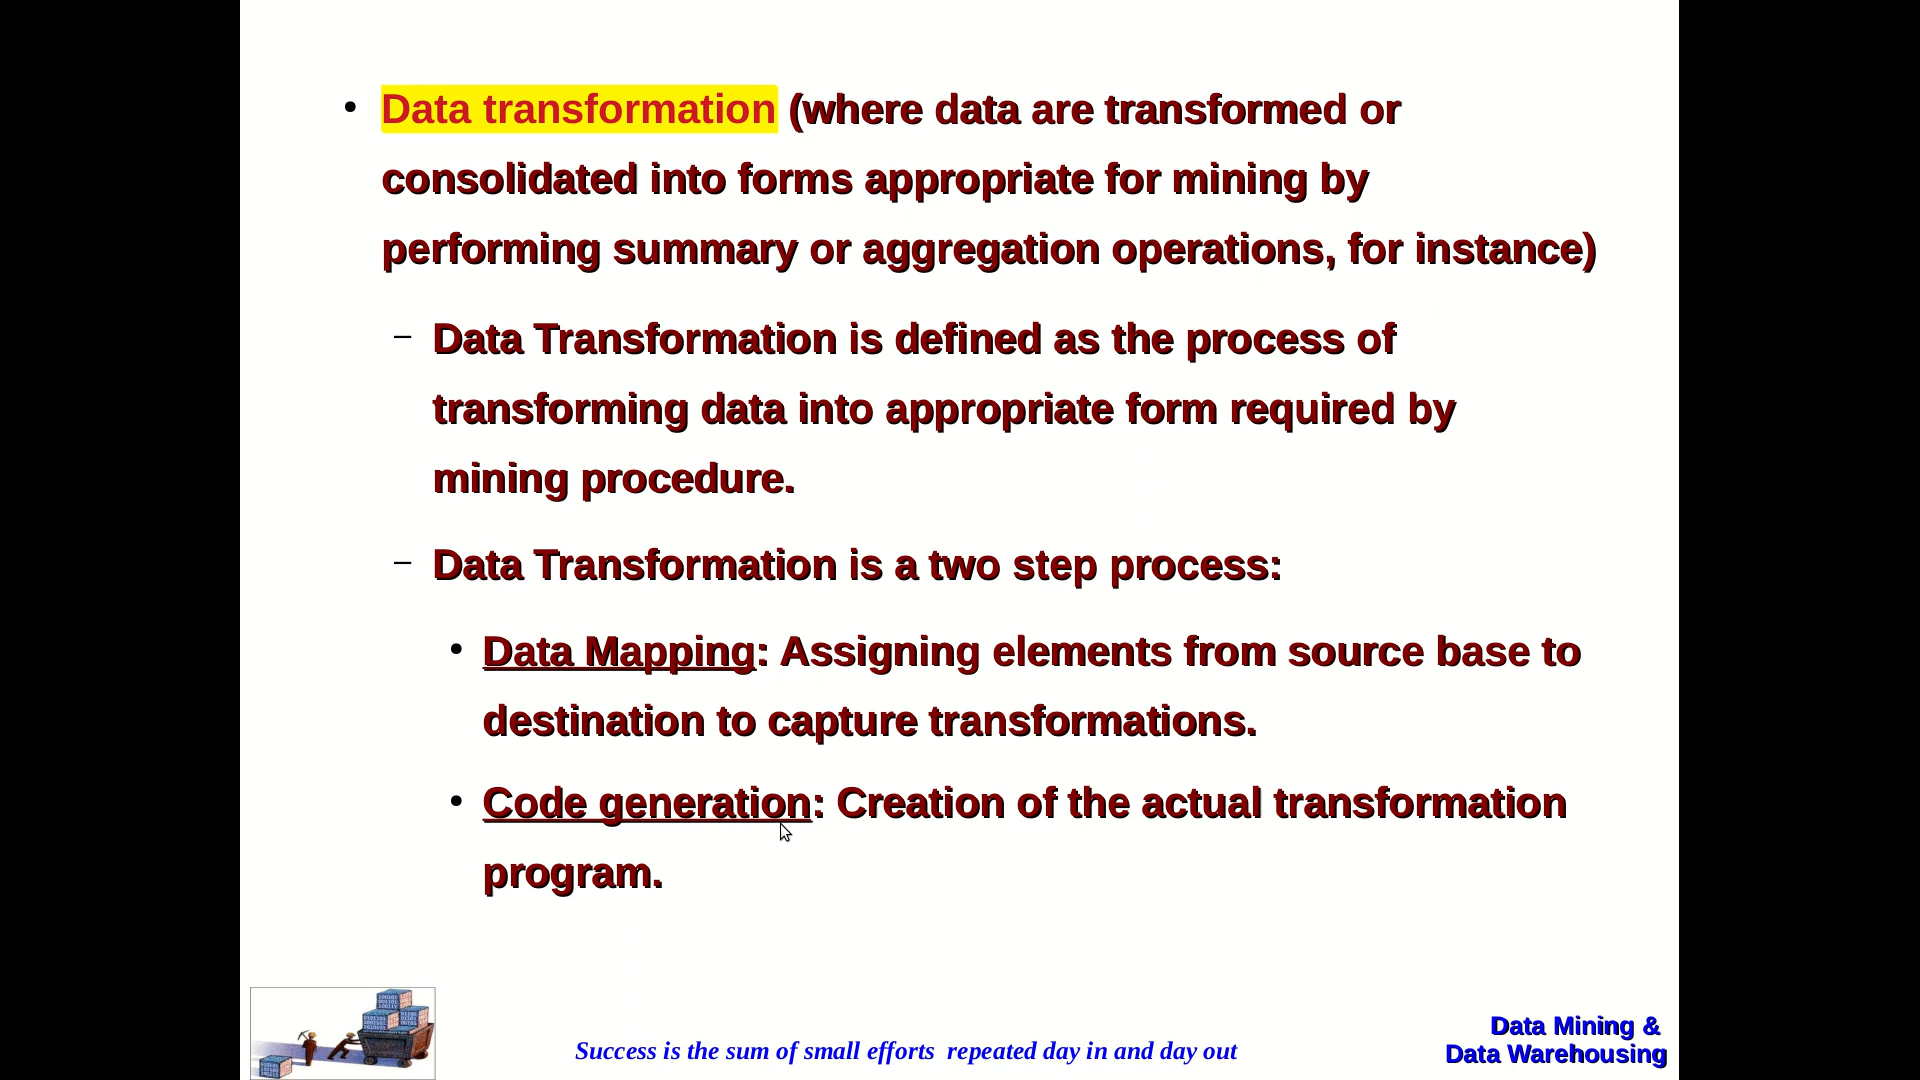 • Data transformation (where data are transformed or
consolidated into forms appropriate for mining by
performing summary or aggregation operations, for instance)
– Data Transformation is defined as the process of
transforming data into appropriate form required by
mining procedure.
– Data Transformation is a two step process:
• Data Mapping: Assigning elements from source base to
destination to capture transformations.
• Code generation: Creation of the actual transformation
program.
Success is the sum of small efforts repeated day in and day out
Data Mining &
Data Warehousing